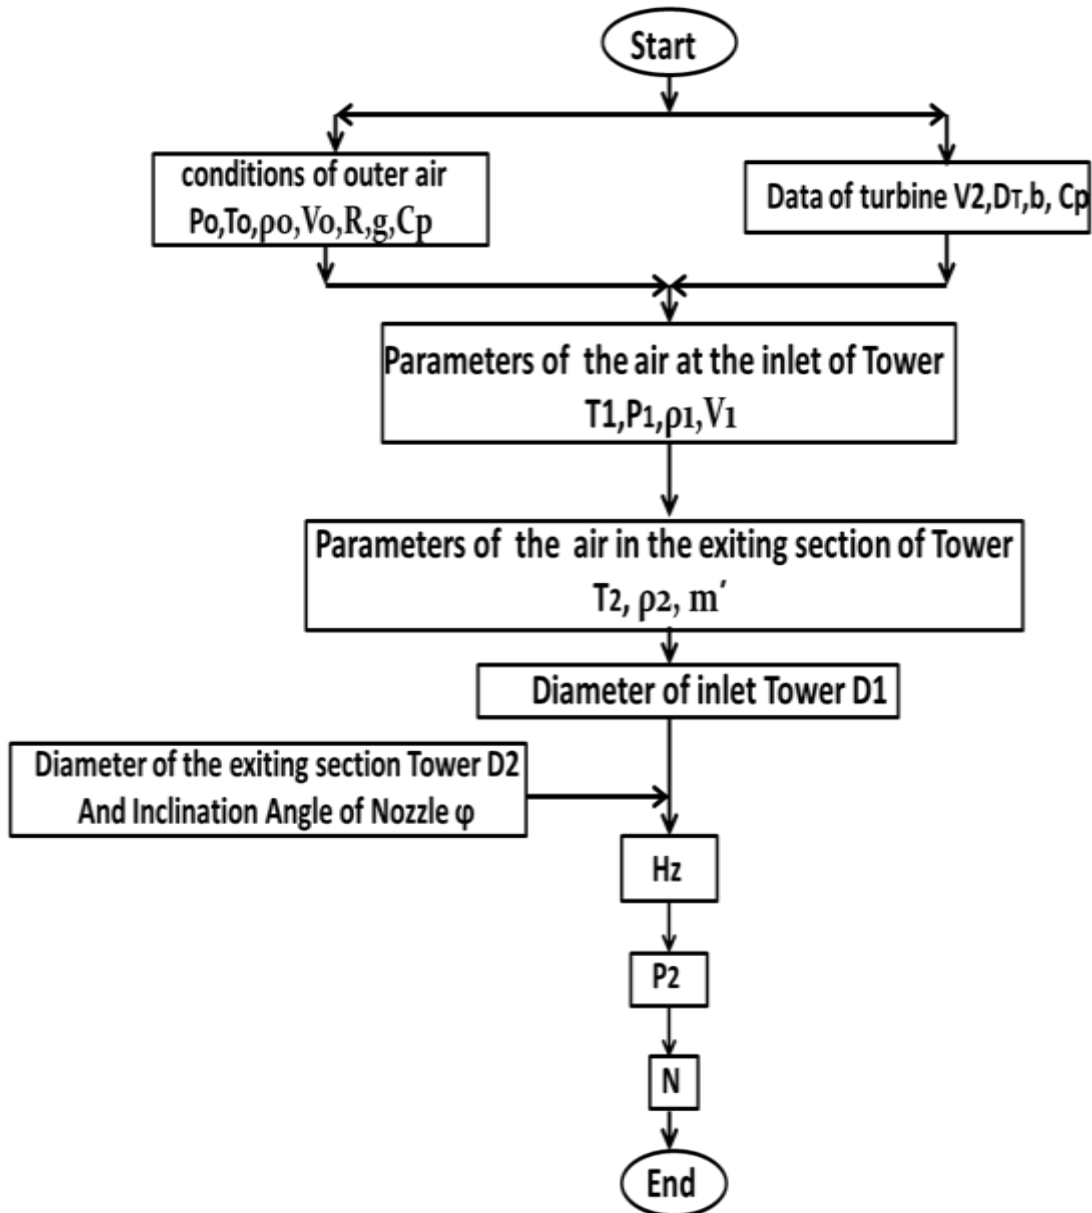 Start
conditions of outer air
Po,To,ρo,Vo,R,g,Cp
Data of turbine V2,DT,b, Cp
Parameters of the air at the inlet of Tower
T1,P1,ρ1,V1
Parameters of the air in the exiting section of Tower
T2, ρ2, m′
Diameter of inlet Tower D1
Diameter of the exiting section Tower D2
And Inclination Angle of Nozzle φ
Hz
P2
N
End